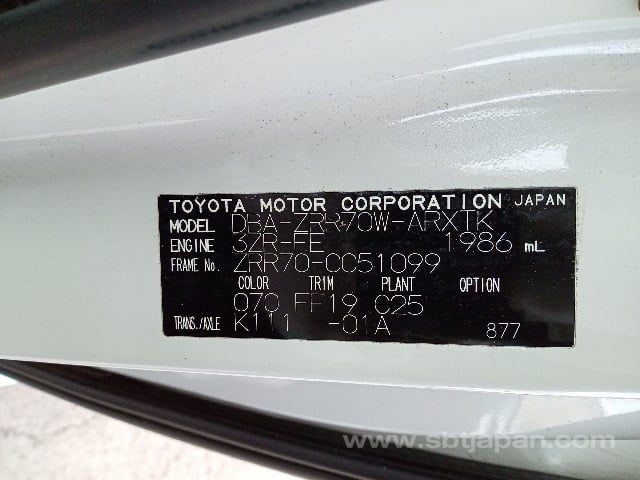 TOYOTA MOTOR CORPORATION JAPAN
MODEL DBA-ZRR70W-ARXTK
ENGINE 3ZR-FE 1986 mL
FRAME No. ZRR70-0051099
COLOR TRIM PLANT OPTION
070 FF19 C25
TRANS./AXLE K111 -01A 877
www.sbtjapan.com